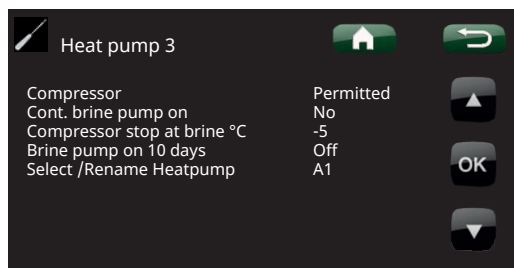 Heat pump 3
Compressor Permitted
Cont. brine pump on No
Compressor stop at brine °C -5
Brine pump on 10 days Off
Select /Rename Heatpump A1
OK